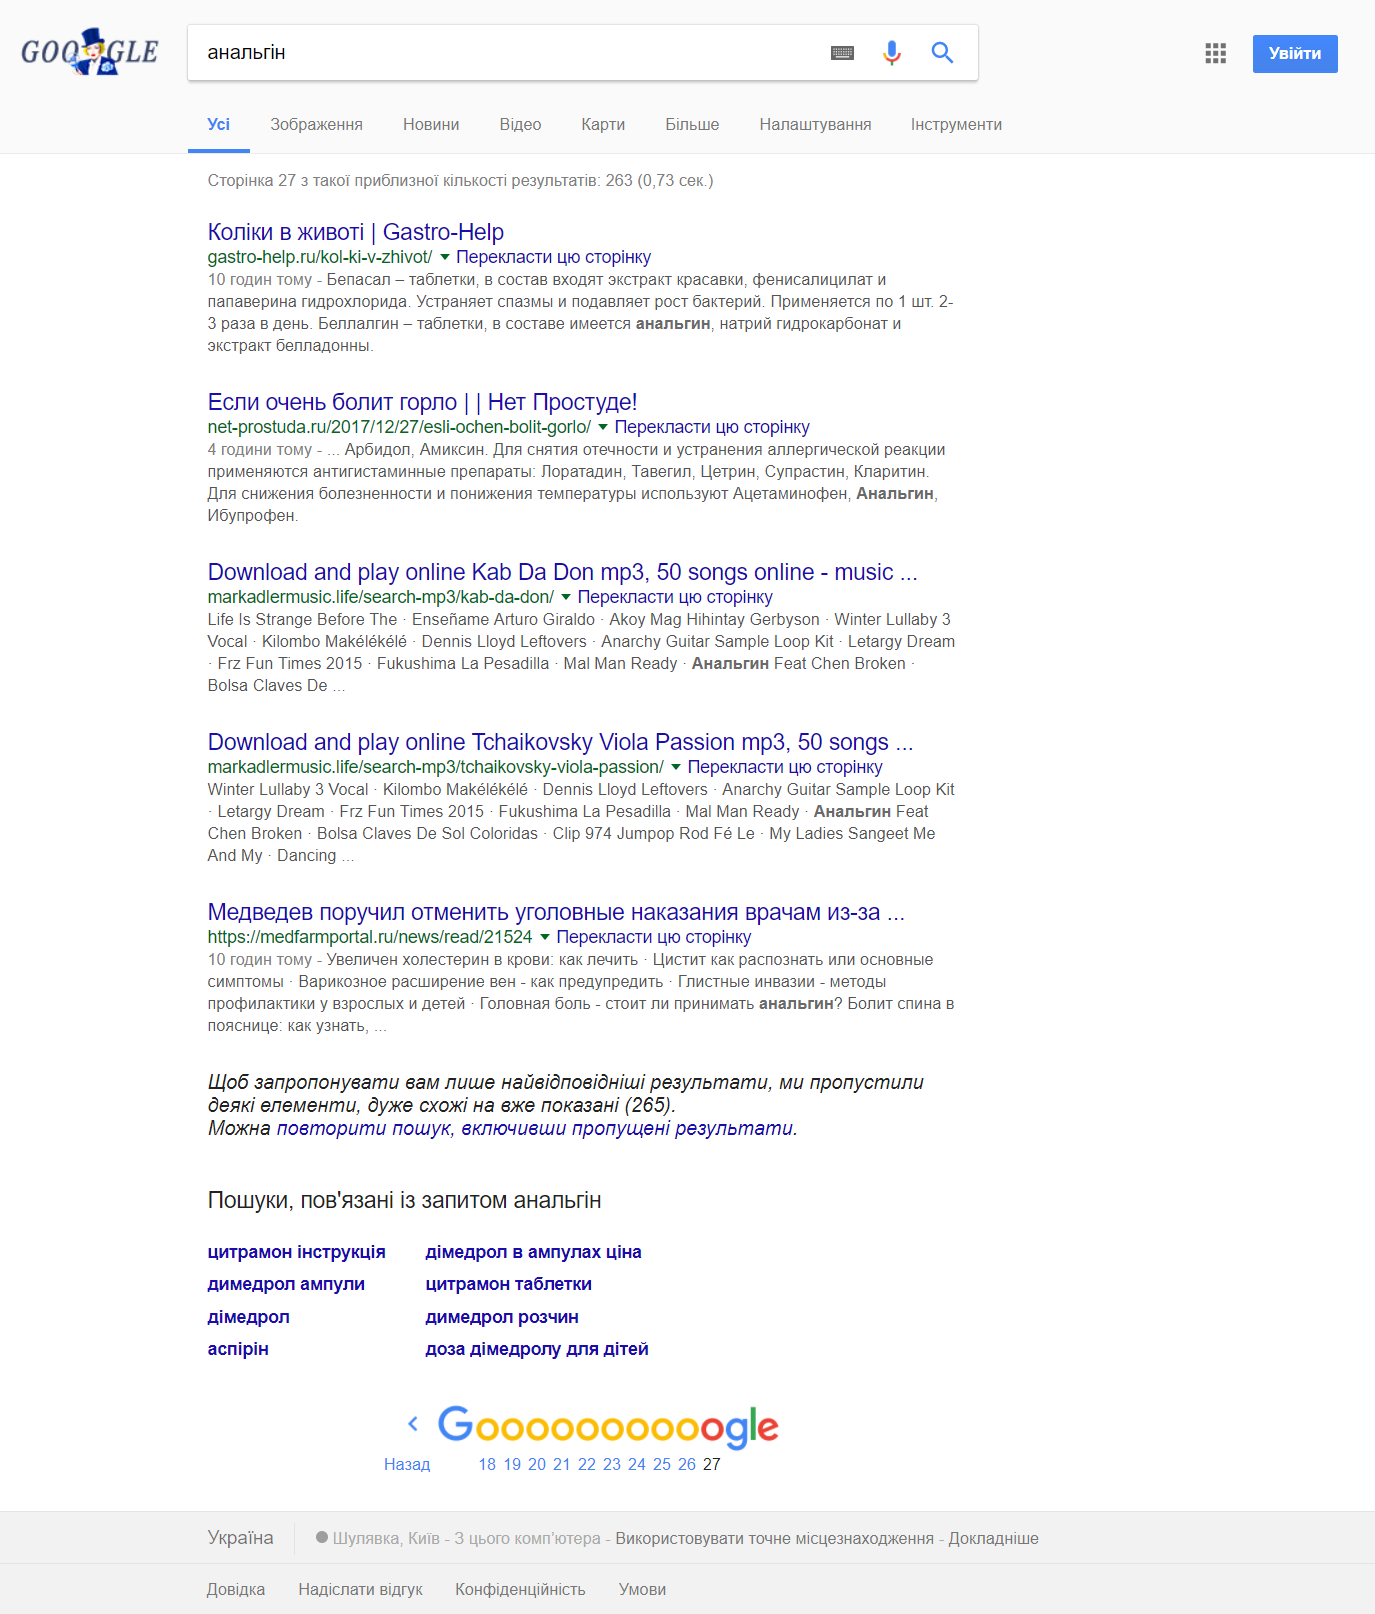 GOOGLE
анальгін
Увійти
Усі Зображення Новини Відео Карти Більше Налаштування Інструменти
Сторінка 27 з такої приблизної кількості результатів: 263 (0,73 сек.)
Коліки в животі | Gastro-Help
gastro-help.ru/kol-ki-v-zhivot/ Перекласти цю сторінку
10 годин тому - Бепасал – таблетки, в состав входят экстракт красавки, фенисалицилат и
папаверина гидрохлорида. Устраняет спазмы и подавляет рост бактерий. Применяется по 1 шт. 2-
3 раза в день. Беллалгин – таблетки, в составе имеется анальгин, натрий гидрокарбонат и
экстракт белладонны.
Если очень болит горло | | Нет Простуде!
net-prostuda.ru/2017/12/27/esli-ochen-bolit-gorlo/ Перекласти цю сторінку
4 години тому - ... Арбидол, Амиксин. Для снятия отечности и устранения аллергической реакции
применяются антигистаминные препараты: Лоратадин, Тавегил, Цетрин, Супрастин, Кларитин.
Для снижения болезненности и понижения температуры используют Ацетаминофен, Анальгин,
Ибупрофен.
Download and play online Kab Da Don mp3, 50 songs online - music ...
markadlermusic.life/search-mp3/kab-da-don/ Перекласти цю сторінку
Life Is Strange Before The · Enseñame Arturo Giraldo · Akoy Mag Hihintay Gerbyson · Winter Lullaby 3
Vocal · Kilombo Makélékélé · Dennis Lloyd Leftovers · Anarchy Guitar Sample Loop Kit · Letargy Dream
· Frz Fun Times 2015 · Fukushima La Pesadilla · Mal Man Ready · Анальгин Feat Chen Broken ·
Bolsa Claves De ...
Download and play online Tchaikovsky Viola Passion mp3, 50 songs ...
markadlermusic.life/search-mp3/tchaikovsky-viola-passion/ Перекласти цю сторінку
Winter Lullaby 3 Vocal · Kilombo Makélékélé · Dennis Lloyd Leftovers · Anarchy Guitar Sample Loop Kit
· Letargy Dream · Frz Fun Times 2015 · Fukushima La Pesadilla · Mal Man Ready · Анальгин Feat
Chen Broken · Bolsa Claves De Sol Coloridas · Clip 974 Jumpop Rod Fé Le · My Ladies Sangeet Me
And My · Dancing ...
Медведев поручил отменить уголовные наказания врачам из-за ...
https://medfarmportal.ru/news/read/21524 Перекласти цю сторінку
10 годин тому - Увеличен холестерин в крови: как лечить · Цистит как распознать или основные
симптомы · Варикозное расширение вен - как предупредить · Глистные инвазии - методы
профилактики у взрослых и детей · Головная боль - стоит ли принимать анальгин? Болит спина в
пояснице: как узнать, ...
Щоб запропонувати вам лише найвідповідніші результати, ми пропустили
деякі елементи, дуже схожі на вже показані (265).
Можна повторити пошук, включивши пропущені результати.
Пошуки, пов'язані із запитом анальгін
цитрамон інструкція дімедрол в ампулах ціна
димедрол ампули цитрамон таблетки
дімедрол димедрол розчин
аспірін доза дімедролу для дітей
Goooooooooogle
Назад 18 19 20 21 22 23 24 25 26 27
Україна Шулявка, Київ - З цього комп’ютера - Використовувати точне місцезнаходження - Докладніше
Довідка Надіслати відгук Конфіденційність Умови